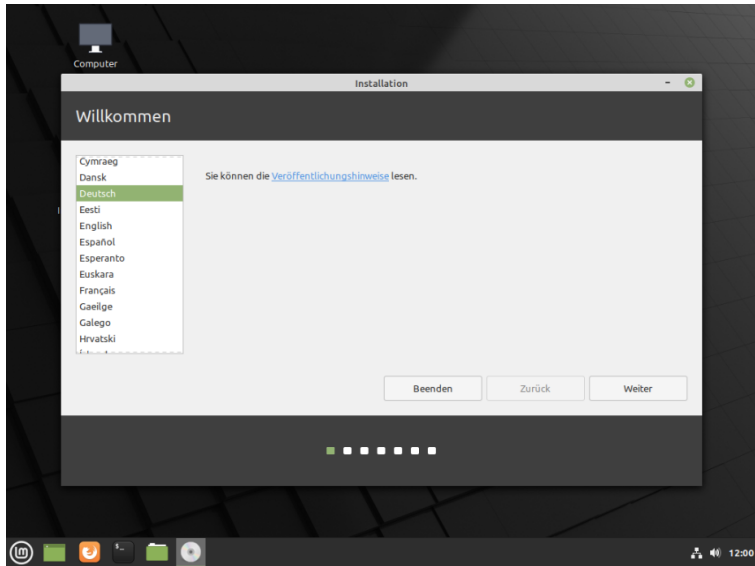 Computer
Installation
Willkommen
Cymraeg
Dansk
Deutsch
Eesti
English
Español
Esperanto
Euskara
Français
Gaeilge
Galego
Hrvatski
Sie können die Veröffentlichungshinweise lesen.
Beenden
Zurück
Weiter
12:00